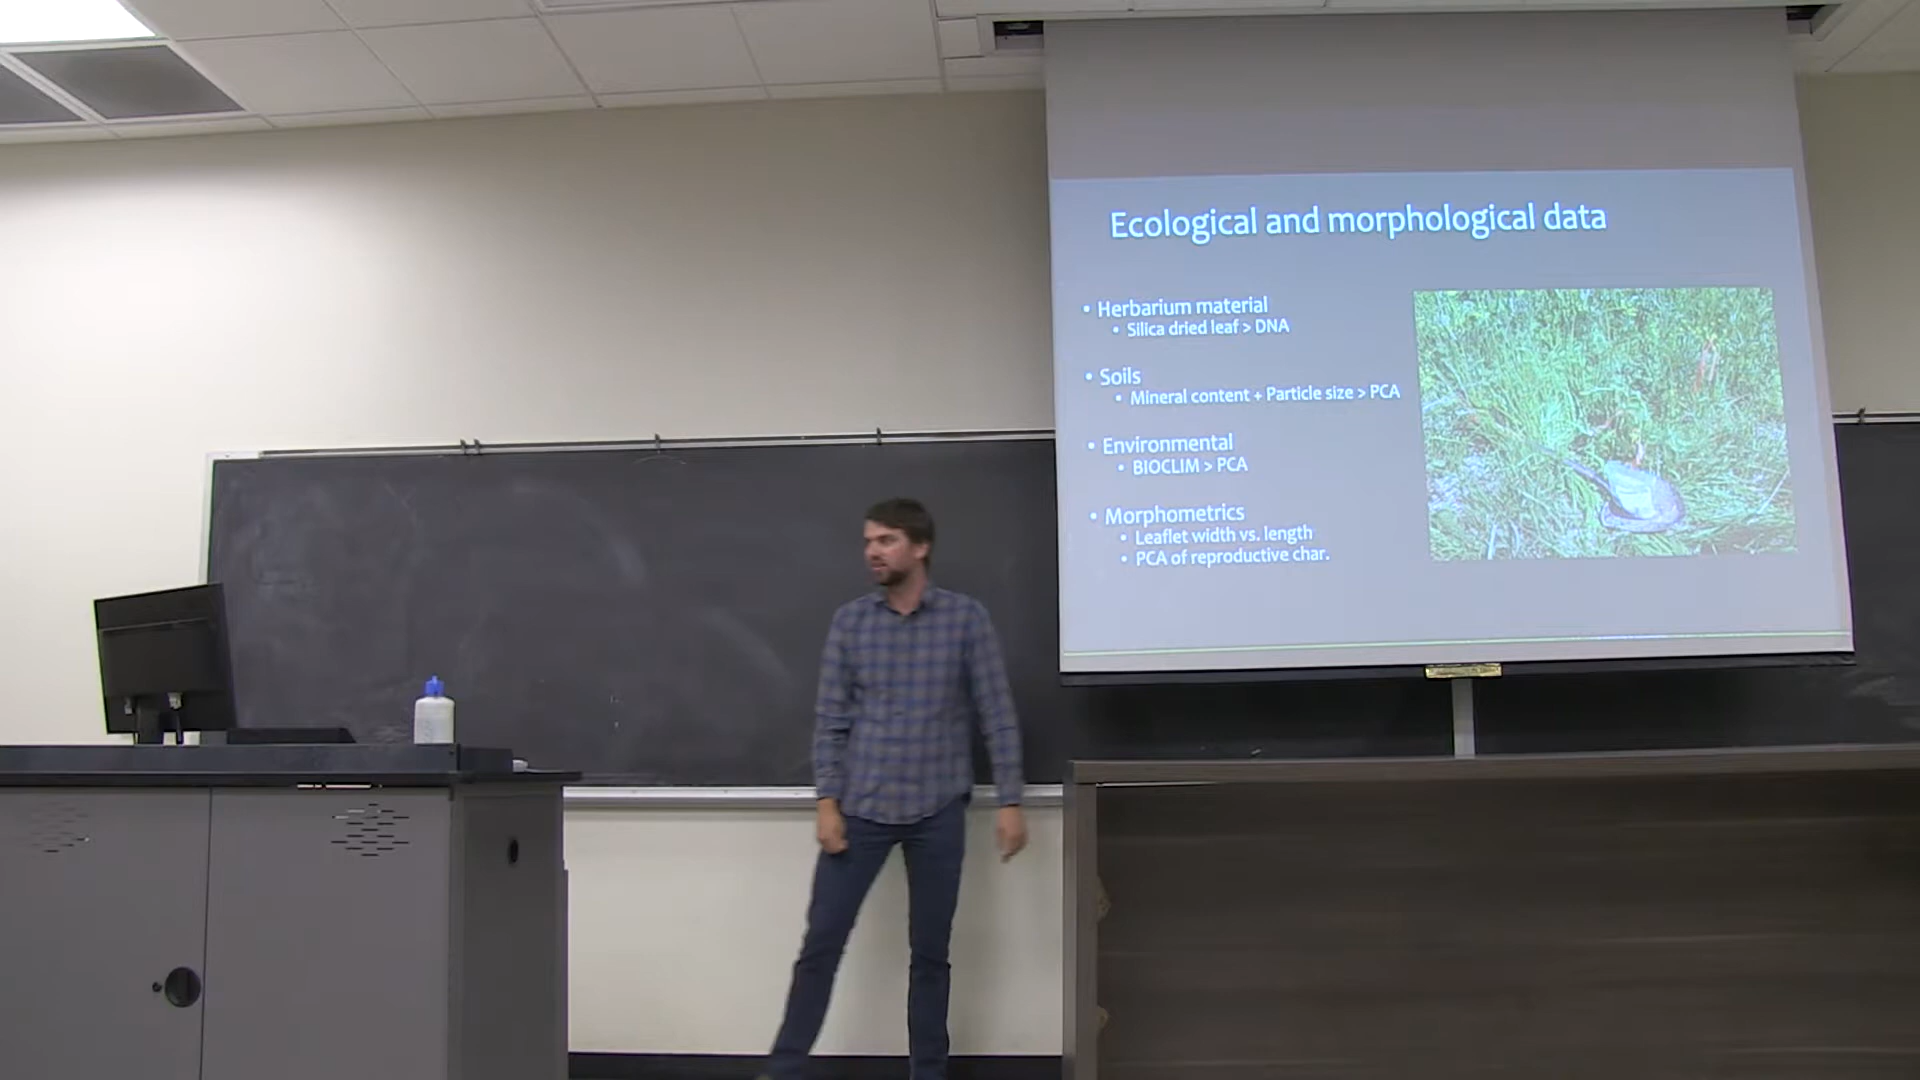 Ecological and morphological data
• Herbarium material
• Silica dried leaf > DNA
• Soils
• Mineral content + Particle size > PCA
• Environmental
• BIOCLIM > PCA
• Morphometrics
• Leaflet width vs. length
• PCA of reproductive char.